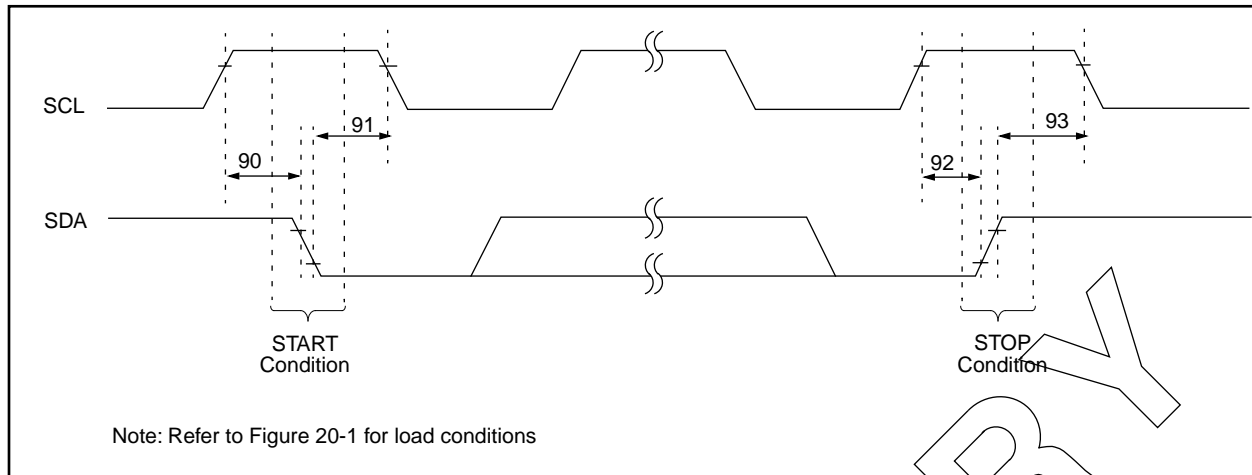 SCL
91
93
90
92
SDA
START
Condition
STOP
Condition
Note: Refer to Figure 20-1 for load conditions
R Y